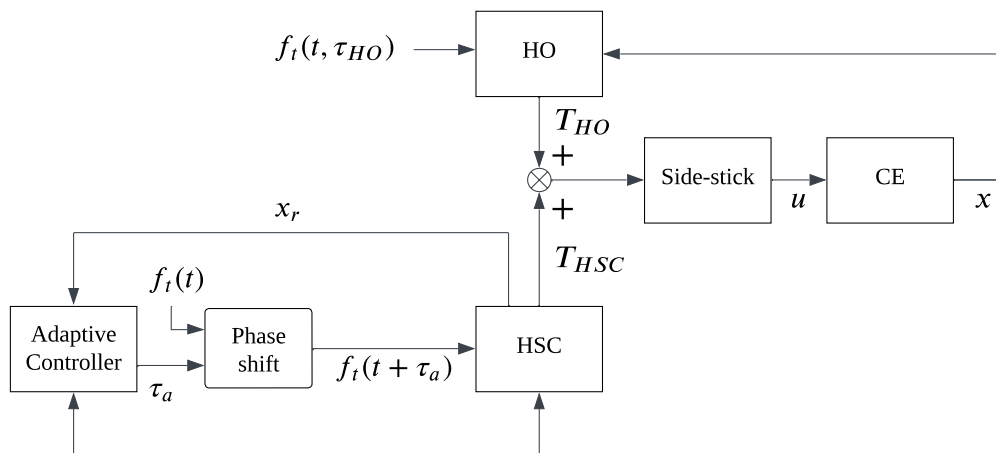 f_t(t, τ_HO)
HO
T_HO
+
Side-stick
u
CE
x
+
x_r
T_HSC
f_t(t)
Adaptive
Controller
τ_a
Phase
shift
f_t(t + τ_a)
HSC